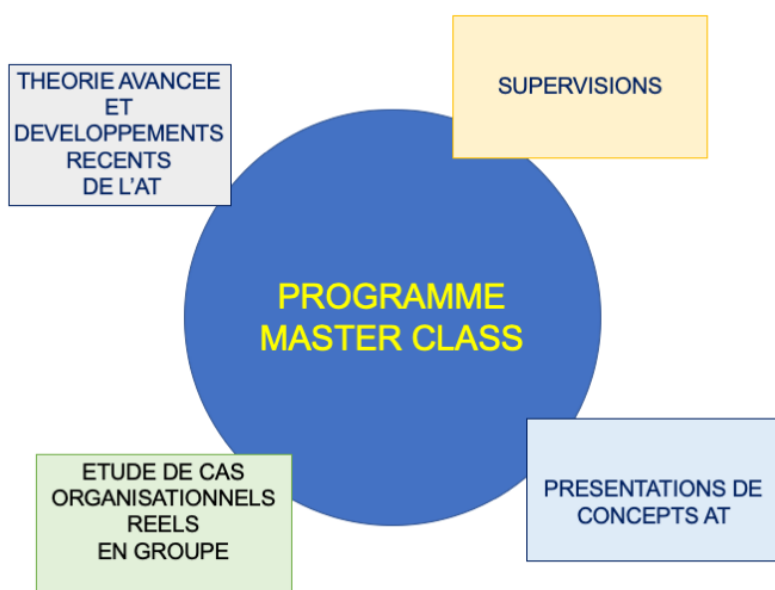 THEORIE AVANCEE
ET
DEVELOPPEMENTS
RECENTS
DE L'AT
SUPERVISIONS
PROGRAMME
MASTER CLASS
ETUDE DE CAS
ORGANISATIONNELS
REELS
EN GROUPE
PRESENTATIONS DE
CONCEPTS AT